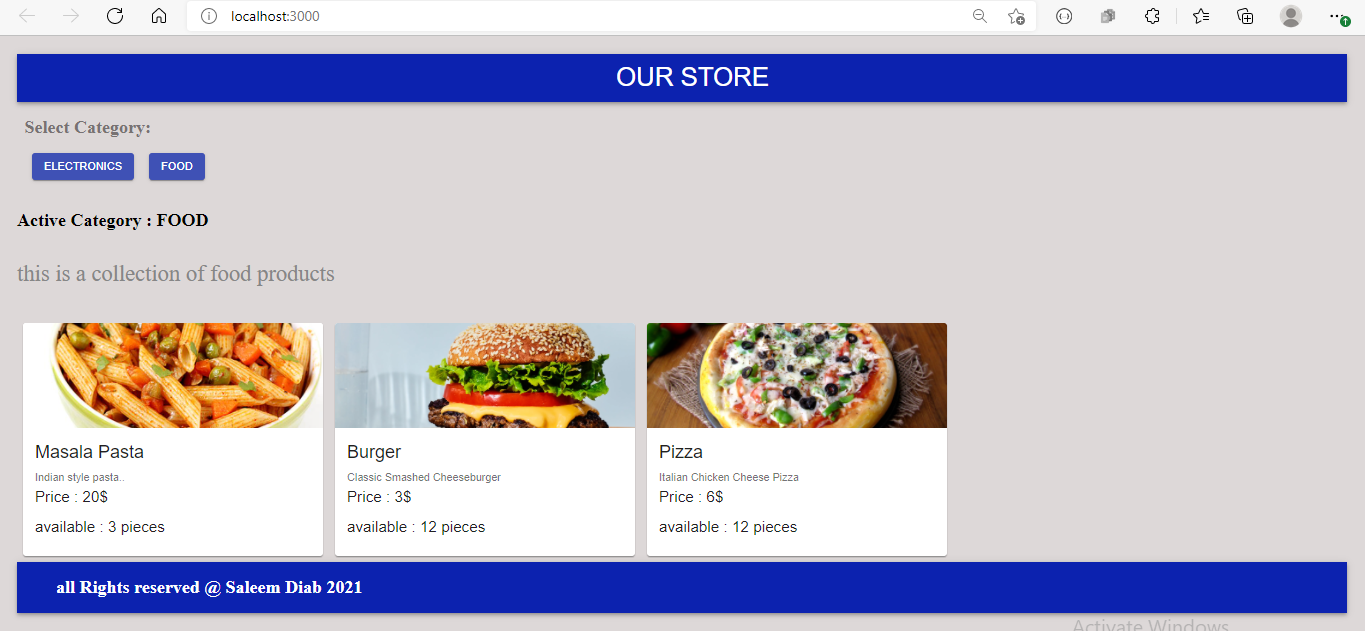 localhost:3000
OUR STORE
Select Category:
ELECTRONICS FOOD
Active Category : FOOD
this is a collection of food products
Masala Pasta
Indian style pasta..
Price : 20$
available : 3 pieces
Burger
Classic Smashed Cheeseburger
Price : 3$
available : 12 pieces
Pizza
Italian Chicken Cheese Pizza
Price : 6$
available : 12 pieces
all Rights reserved @ Saleem Diab 2021
Activate Windows